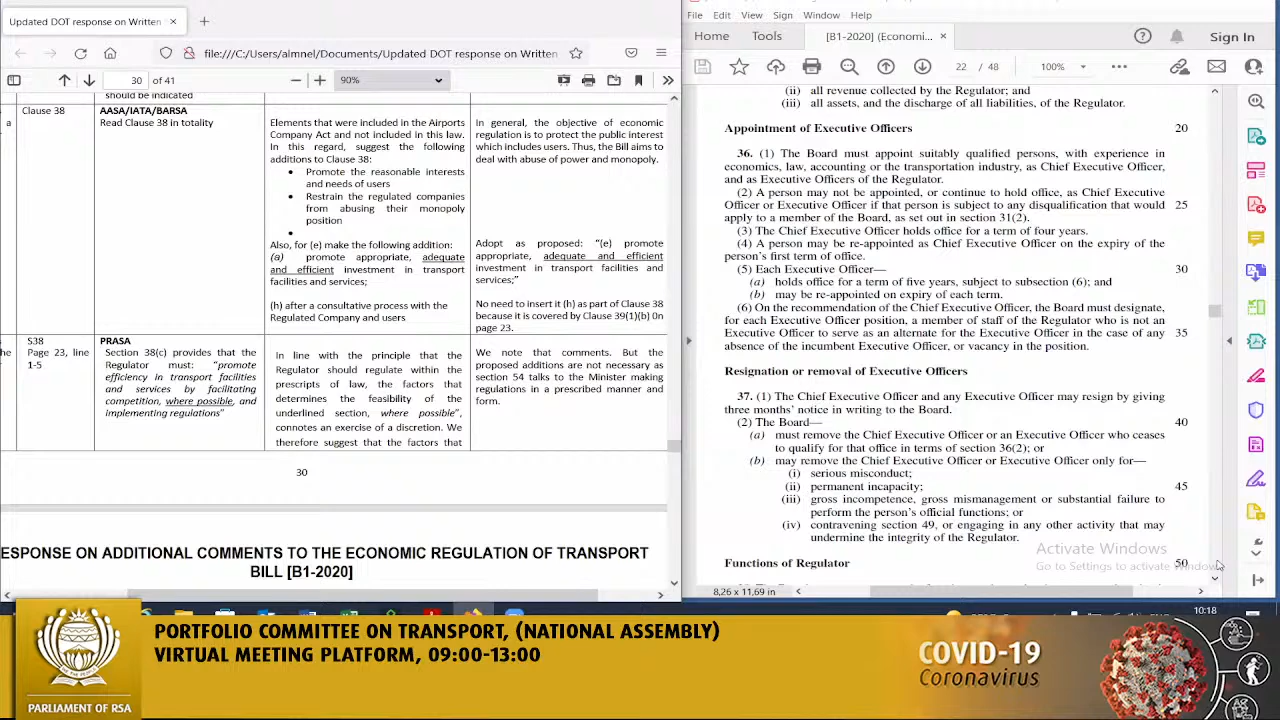 Updated DOT response on Written
file:///C:/Users/almnel/Documents/Updated DOT response on Written
30 of 41
90%
should be indicated
a
Clause 38
AASA/IATA/BARSA
Read Clause 38 in totality
Elements that were included in the Airports
Company Act and not included in this law.
In this regard, suggest the following
additions to Clause 38:
• Promote the reasonable interests
and needs of users
• Restrain the regulated companies
from abusing their monopoly
position
•
Also, for (e) make the following addition:
(a) promote appropriate, adequate
and efficient investment in transport
facilities and services;
(h) after a consultative process with the
Regulated Company and users
In general, the objective of economic
regulation is to protect the public interest
which includes users. Thus, the Bill aims to
deal with abuse of power and monopoly.
Adopt as proposed: “(e) promote
appropriate, adequate and efficient
investment in transport facilities and
services;”
No need to insert it (h) as part of Clause 38
because it is covered by Clause 39(1)(b) 0n
page 23.
he
S38
Page 23, line
1-5
PRASA
Section 38(c) provides that the
Regulator must: “promote
efficiency in transport facilities
and services by facilitating
competition, where possible, and
implementing regulations”
In line with the principle that the
Regulator should regulate within the
prescripts of law, the factors that
determines the feasibility of the
underlined section, where possible”,
connotes an exercise of a discretion. We
therefore suggest that the factors that
We note that comments. But the
proposed additions are not necessary as
section 54 talks to the Minister making
regulations in a prescribed manner and
form.
30
ESPONSE ON ADDITIONAL COMMENTS TO THE ECONOMIC REGULATION OF TRANSPORT
BILL [B1-2020]
File Edit View Sign Window Help
Home Tools [B1-2020] (Economi... Sign In
22 / 48 100%
(ii) all revenue collected by the Regulator; and
(iii) all assets, and the discharge of all liabilities, of the Regulator.
Appointment of Executive Officers 20
36. (1) The Board must appoint suitably qualified persons, with experience in
economics, law, accounting or the transportation industry, as Chief Executive Officer,
and as Executive Officers of the Regulator.
(2) A person may not be appointed, or continue to hold office, as Chief Executive
Officer or Executive Officer if that person is subject to any disqualification that would 25
apply to a member of the Board, as set out in section 31(2).
(3) The Chief Executive Officer holds office for a term of four years.
(4) A person may be re-appointed as Chief Executive Officer on the expiry of the
person’s first term of office.
(5) Each Executive Officer— 30
(a) holds office for a term of five years, subject to subsection (6); and
(b) may be re-appointed on expiry of each term.
(6) On the recommendation of the Chief Executive Officer, the Board must designate,
for each Executive Officer position, a member of staff of the Regulator who is not an
Executive Officer to serve as an alternate for the Executive Officer in the case of any 35
absence of the incumbent Executive Officer, or vacancy in the position.
Resignation or removal of Executive Officers
37. (1) The Chief Executive Officer and any Executive Officer may resign by giving
three months’ notice in writing to the Board.
(2) The Board— 40
(a) must remove the Chief Executive Officer or an Executive Officer who ceases
to qualify for that office in terms of section 36(2); or
(b) may remove the Chief Executive Officer or Executive Officer only for—
(i) serious misconduct;
(ii) permanent incapacity; 45
(iii) gross incompetence, gross mismanagement or substantial failure to
perform the person’s official functions; or
(iv) contravening section 49, or engaging in any other activity that may
undermine the integrity of the Regulator.
Activate Windows
Functions of Regulator 50
Go to Settings to activate Windows.
8,26 x 11,69 in
10:18
PORTFOLIO COMMITTEE ON TRANSPORT, (NATIONAL ASSEMBLY)
VIRTUAL MEETING PLATFORM, 09:00-13:00
PARLIAMENT OF RSA
COVID-19
Coronavirus